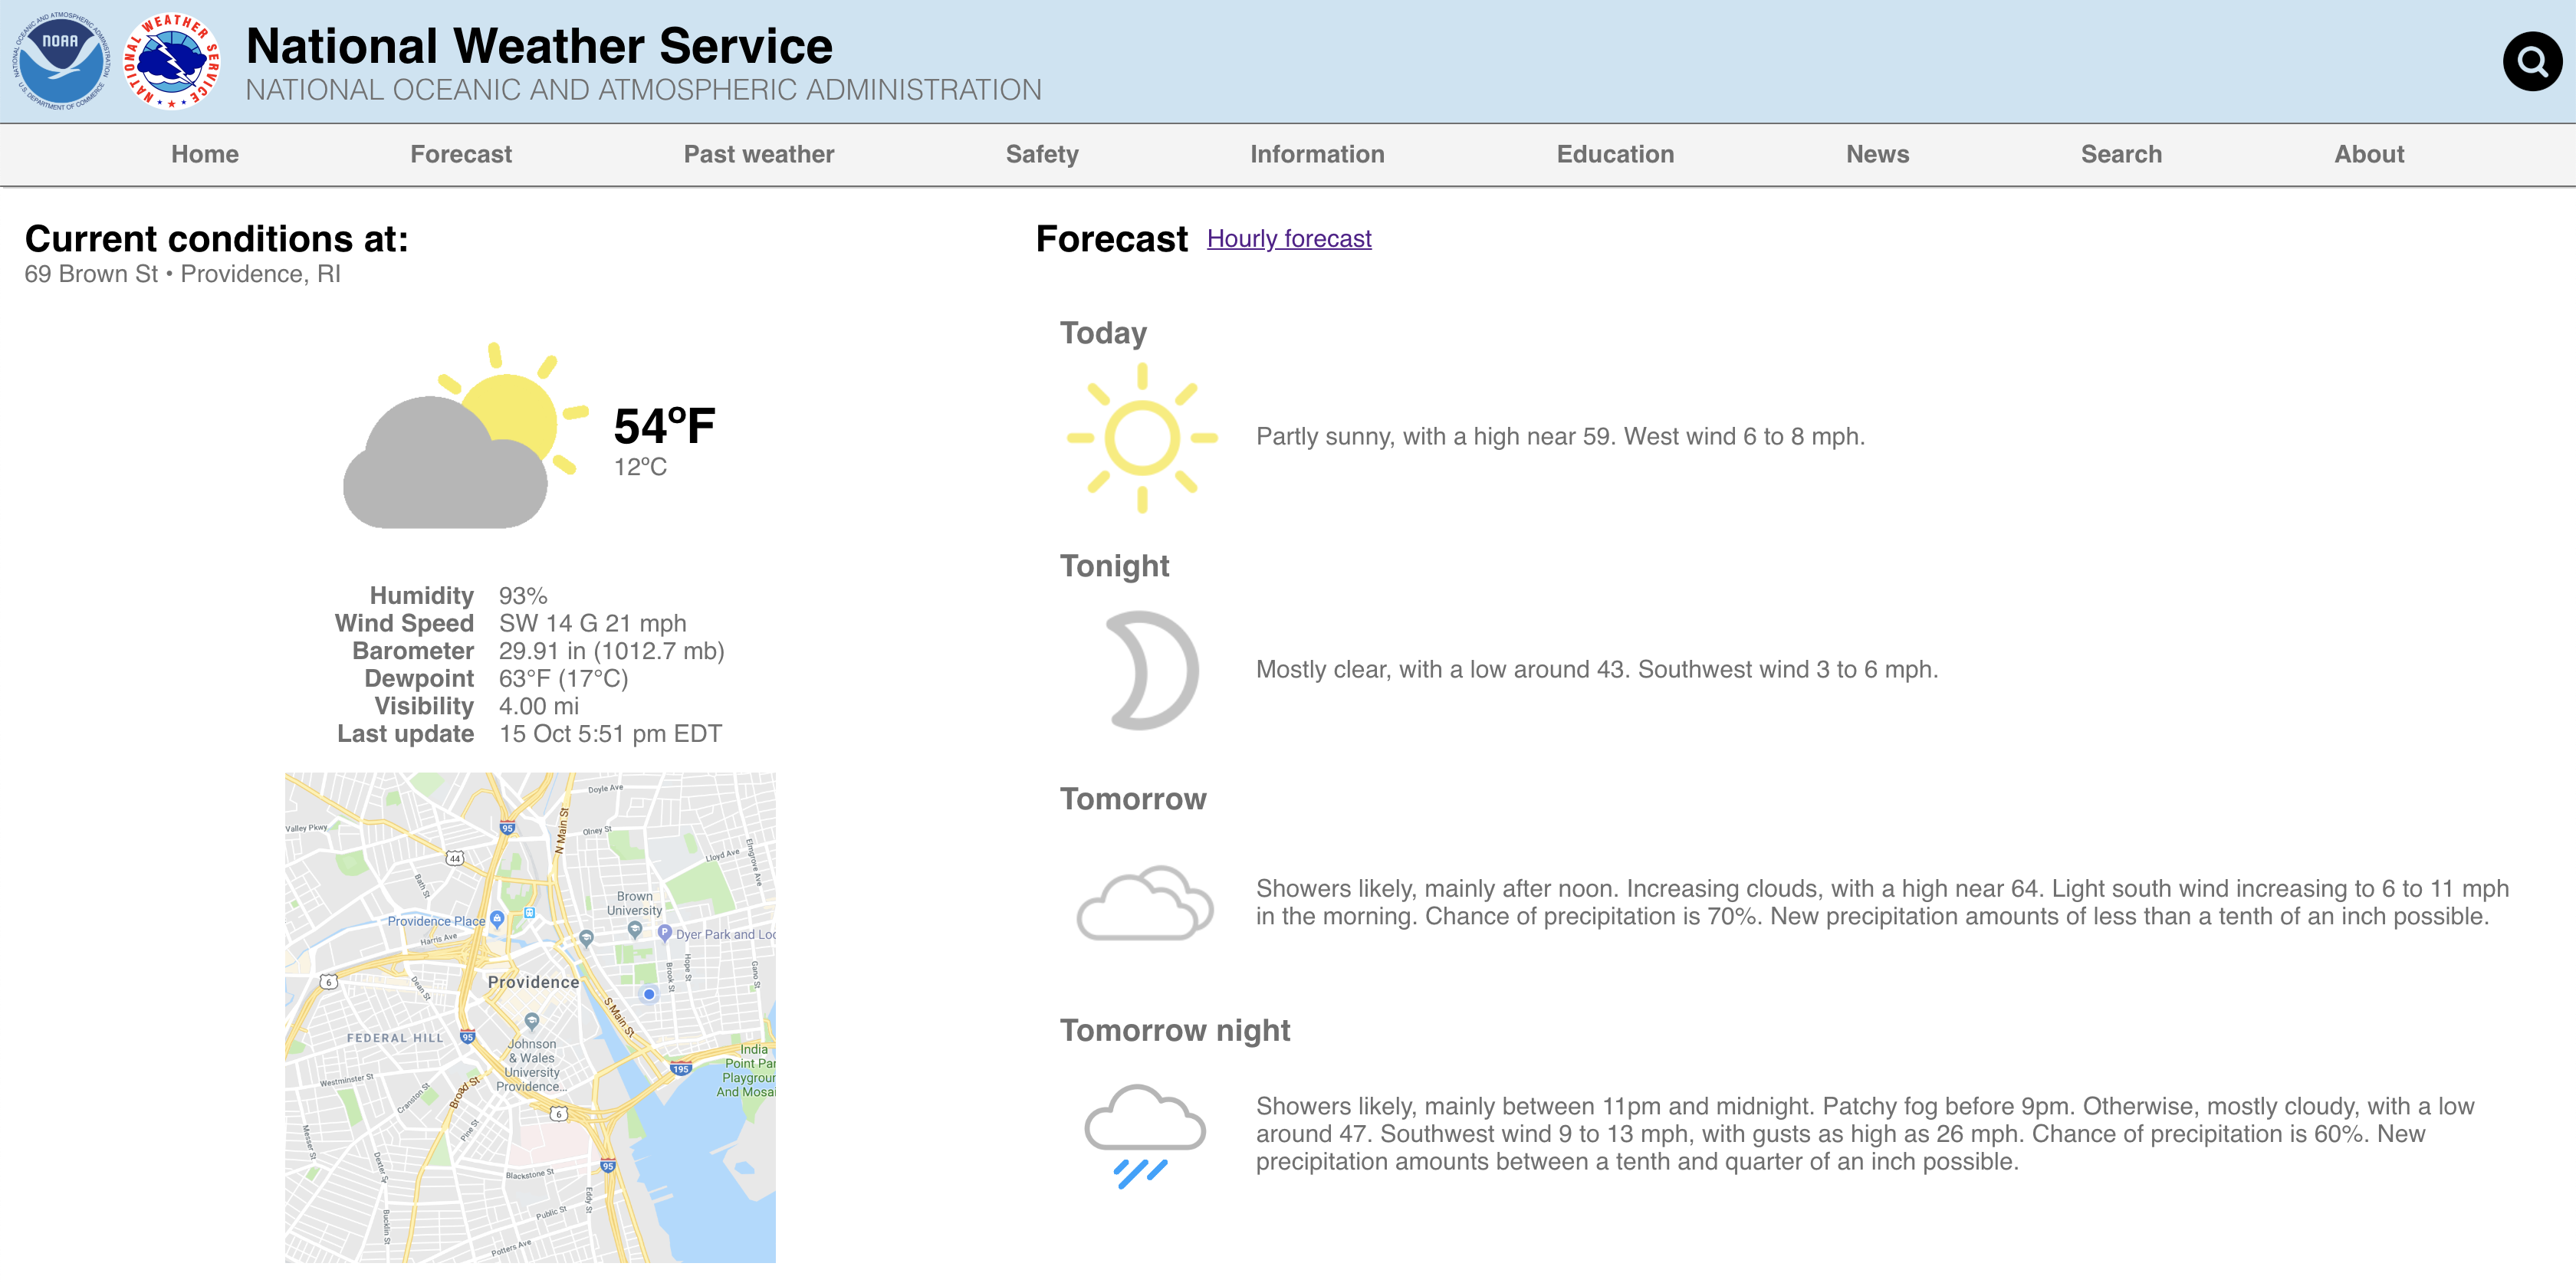 NATIONAL OCEANIC AND ATMOSPHERIC ADMINISTRATION
NOAA
U.S. DEPARTMENT OF COMMERCE
NATIONAL WEATHER SERVICE
National Weather Service
NATIONAL OCEANIC AND ATMOSPHERIC ADMINISTRATION
Home Forecast Past weather Safety Information Education News Search About
Current conditions at:
69 Brown St • Providence, RI
54ºF
12ºC
Humidity 93%
Wind Speed SW 14 G 21 mph
Barometer 29.91 in (1012.7 mb)
Dewpoint 63°F (17°C)
Visibility 4.00 mi
Last update 15 Oct 5:51 pm EDT
Doyle Ave
Valley Pkwy
95
N Main St
Olney St
44
Lloyd Ave
Elmgrove Ave
Bath St
Brown
University
Providence Place
P
Dyer Park and Loc
Harris Ave
Brook St
Hope St
Gano St
6
Dean St
Providence
S Main St
FEDERAL HILL
95
Johnson
& Wales
University
Providence...
India
Point Par
Playgroun
And Mosai
195
Westminster St
Cranston St
Broad St
6
Pine St
Messer St
Dexter St
95
Blackstone St
Eddy St
Bucklin St
Public St
Potters Ave
Forecast Hourly forecast
Today
Partly sunny, with a high near 59. West wind 6 to 8 mph.
Tonight
Mostly clear, with a low around 43. Southwest wind 3 to 6 mph.
Tomorrow
Showers likely, mainly after noon. Increasing clouds, with a high near 64. Light south wind increasing to 6 to 11 mph
in the morning. Chance of precipitation is 70%. New precipitation amounts of less than a tenth of an inch possible.
Tomorrow night
Showers likely, mainly between 11pm and midnight. Patchy fog before 9pm. Otherwise, mostly cloudy, with a low
around 47. Southwest wind 9 to 13 mph, with gusts as high as 26 mph. Chance of precipitation is 60%. New
precipitation amounts between a tenth and quarter of an inch possible.